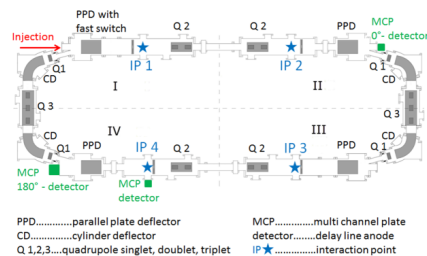 PPD with
fast switch
Injection
Q 2
Q 2
PPD
MCP
0°- detector
IP 1
IP 2
Q1
CD
Q1
CD
I
II
Q 3
Q 3
IV
III
CD
CD
Q1
PPD
IP 4
Q 2
Q 2
IP 3
PPD
Q1
MCP
180° - detector
MCP
detector
PPD.............parallel plate deflector
CD...............cylinder deflector
Q 1,2,3....quadrupole singlet, doublet, triplet
MCP..............multi channel plate
detector......delay line anode
IP ...............interaction point